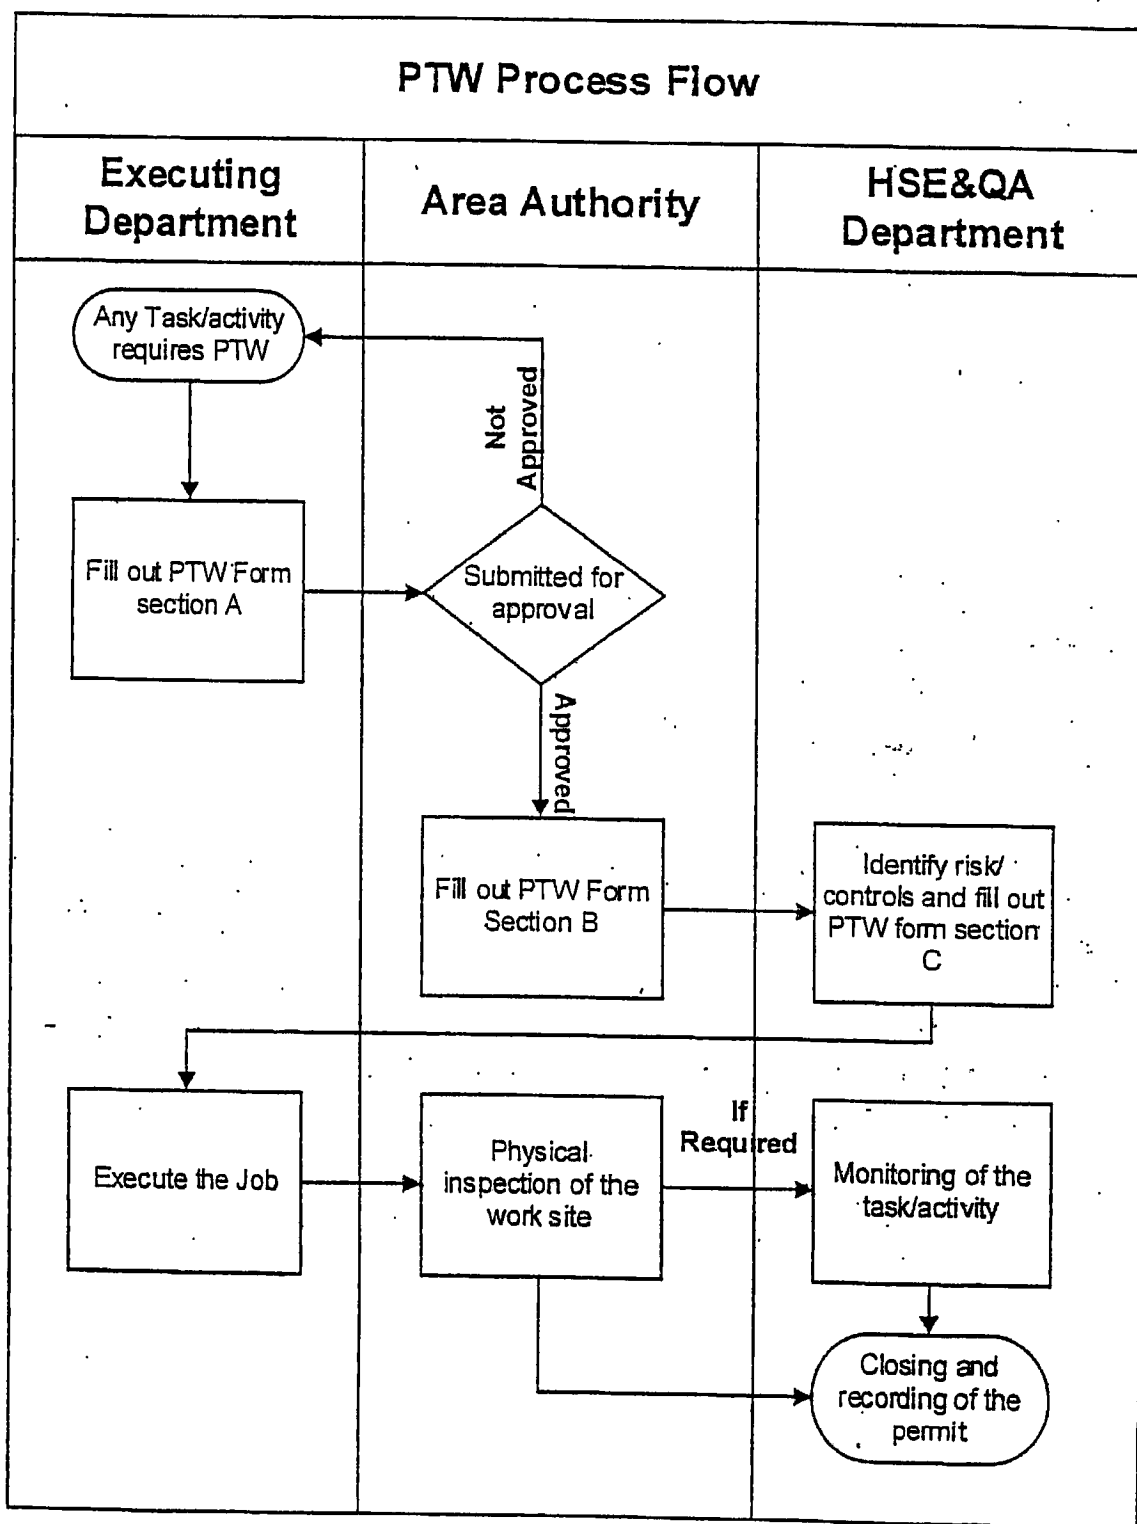 PTW Process Flow
Executing
Department
Area Authority
HSE&QA
Department
Any Task/activity
requires PTW
Not
Approved
Fill out PTW Form
section A
Submitted for
approval
Approved
Fill out PTW Form
Section B
Identify risk/
controls and fill out
PTW form section
C
Execute the Job
Physical
inspection of the
work site
If
Required
Monitoring of the
task/activity
Closing and
recording of the
permit